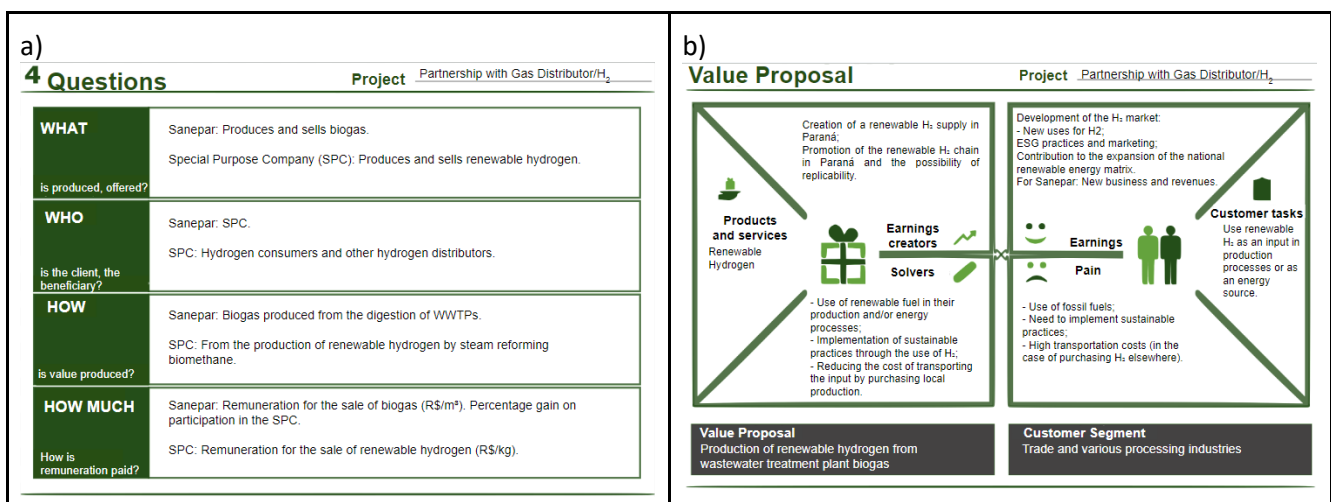 a)
4 Questions
Project Partnership with Gas Distributor/H₂
WHAT
is produced, offered?
Sanepar: Produces and sells biogas.
Special Purpose Company (SPC): Produces and sells renewable hydrogen.
WHO
is the client, the
beneficiary?
Sanepar: SPC.
SPC: Hydrogen consumers and other hydrogen distributors.
HOW
is value produced?
Sanepar: Biogas produced from the digestion of WWTPs.
SPC: From the production of renewable hydrogen by steam reforming
biomethane.
HOW MUCH
How is
remuneration paid?
Sanepar: Remuneration for the sale of biogas (R$/m³). Percentage gain on
participation in the SPC.
SPC: Remuneration for the sale of renewable hydrogen (R$/kg).
b)
Value Proposal
Project Partnership with Gas Distributor/H₂
Products
and services
Renewable
Hydrogen
Creation of a renewable H₂ supply in
Paraná;
Promotion of the renewable H₂ chain
in Paraná and the possibility of
replicability.
Earnings
creators
Solvers
- Use of renewable fuel in their
production and/or energy
processes;
- Implementation of sustainable
practices through the use of H₂;
- Reducing the cost of transporting
the input by purchasing local
production.
Development of the H₂ market:
- New uses for H2;
ESG practices and marketing;
Contribution to the expansion of the national
renewable energy matrix.
For Sanepar: New business and revenues.
Earnings
Pain
- Use of fossil fuels;
- Need to implement sustainable
practices;
- High transportation costs (in the
case of purchasing H₂ elsewhere).
Customer tasks
Use renewable
H₂ as an input in
production
processes or as
an energy
source.
Value Proposal
Production of renewable hydrogen from
wastewater treatment plant biogas
Customer Segment
Trade and various processing industries